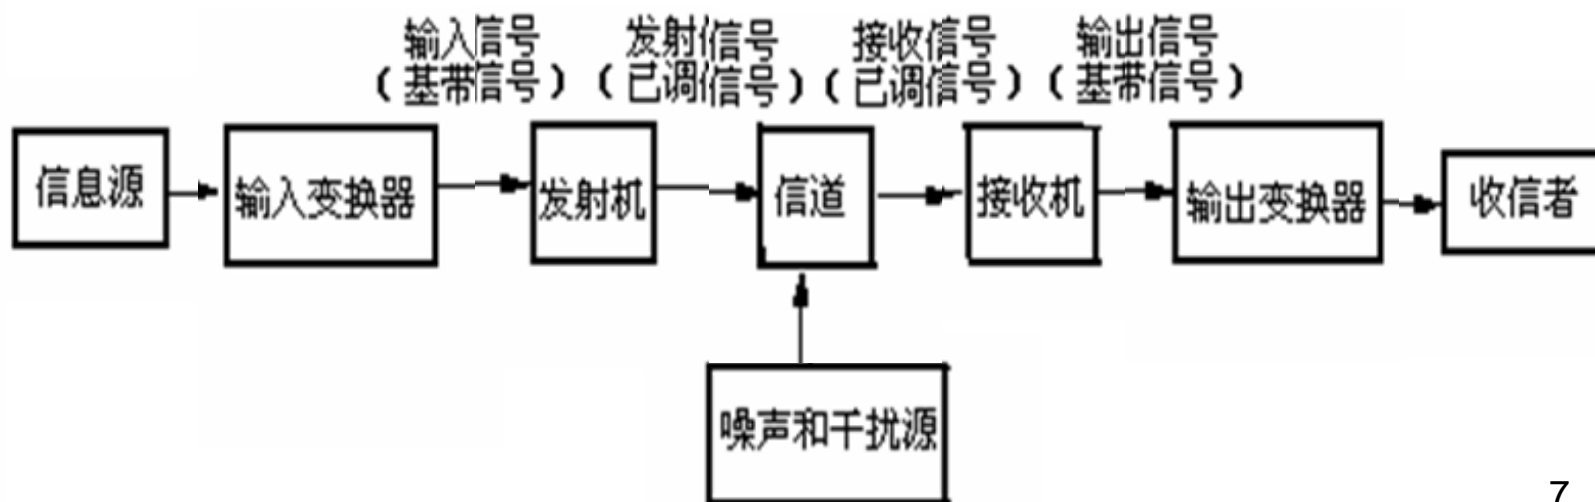 输入信号
（基带信号）
发射信号
（已调信号）
接收信号
（已调信号）
输出信号
（基带信号）
信息源
输入变换器
发射机
信道
接收机
输出变换器
收信者
噪声和干扰源
7